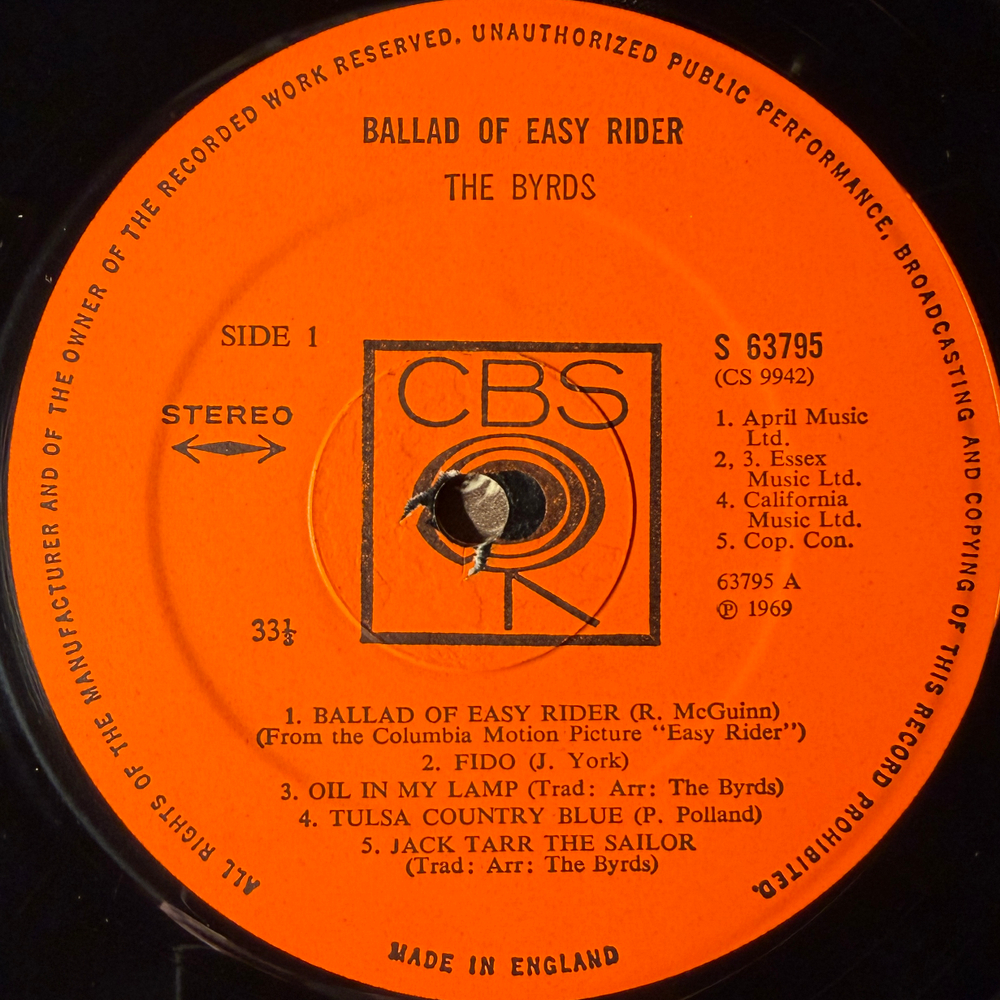 ALL RIGHTS OF THE MANUFACTURER AND OF THE OWNER OF THE RECORDED WORK RESERVED. UNAUTHORIZED PUBLIC PERFORMANCE, BROADCASTING AND COPYING OF THIS RECORD PROHIBITED.
BALLAD OF EASY RIDER
THE BYRDS
SIDE 1
STEREO
33⅓
CBS
S 63795
(CS 9942)
1. April Music
Ltd.
2, 3. Essex
Music Ltd.
4. California
Music Ltd.
5. Cop. Con.
63795 A
℗ 1969
1. BALLAD OF EASY RIDER (R. McGuinn)
(From the Columbia Motion Picture “Easy Rider”)
2. FIDO (J. York)
3. OIL IN MY LAMP (Trad: Arr: The Byrds)
4. TULSA COUNTRY BLUE (P. Polland)
5. JACK TARR THE SAILOR
(Trad: Arr: The Byrds)
MADE IN ENGLAND